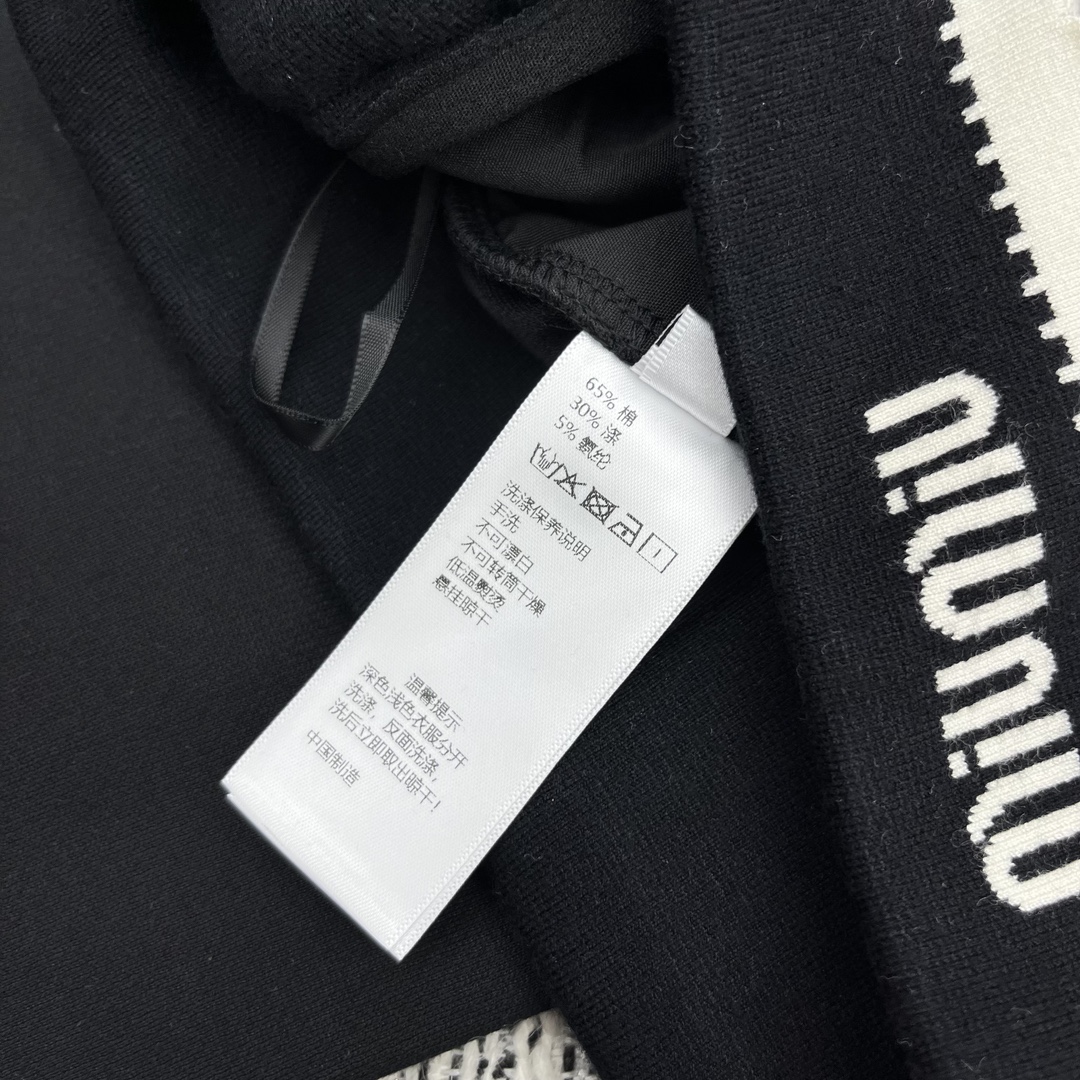 65% 棉
30% 涤
5% 氨纶
洗涤保养说明
手洗
不可漂白
不可转筒干燥
低温熨烫
悬挂晾干
温馨提示
深色浅色衣服分开
洗涤，反面洗涤，
洗后立即取出晾干！
中国制造
miu miu